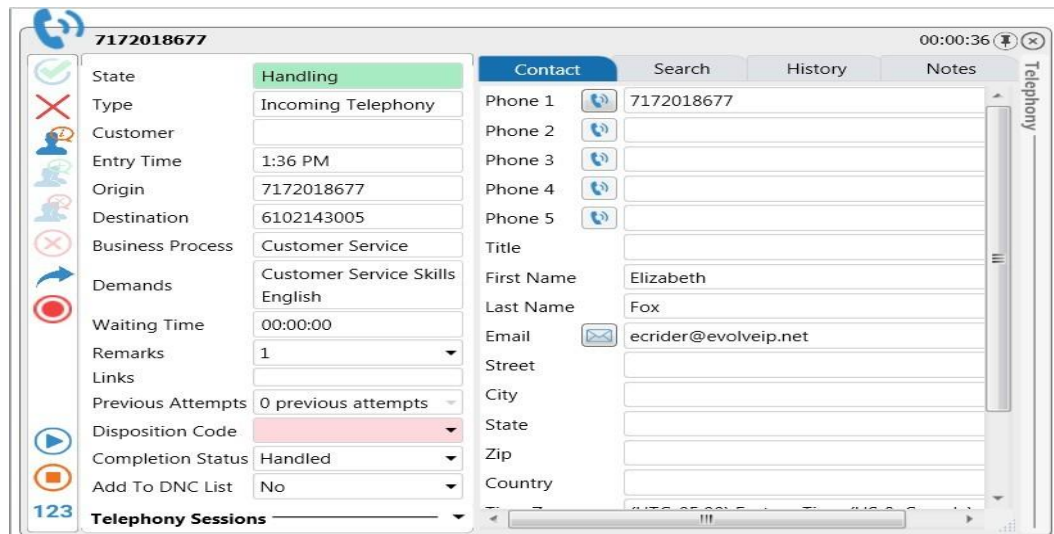 7172018677
00:00:36
State Handling
Type Incoming Telephony
Customer
Entry Time 1:36 PM
Origin 7172018677
Destination 6102143005
Business Process Customer Service
Demands Customer Service Skills
English
Waiting Time 00:00:00
Remarks 1
Links
Previous Attempts 0 previous attempts
Disposition Code
Completion Status Handled
Add To DNC List No
Telephony Sessions
123
Contact Search History Notes
Phone 1 7172018677
Phone 2
Phone 3
Phone 4
Phone 5
Title
First Name Elizabeth
Last Name Fox
Email ecrider@evolveip.net
Street
City
State
Zip
Country
Telephony